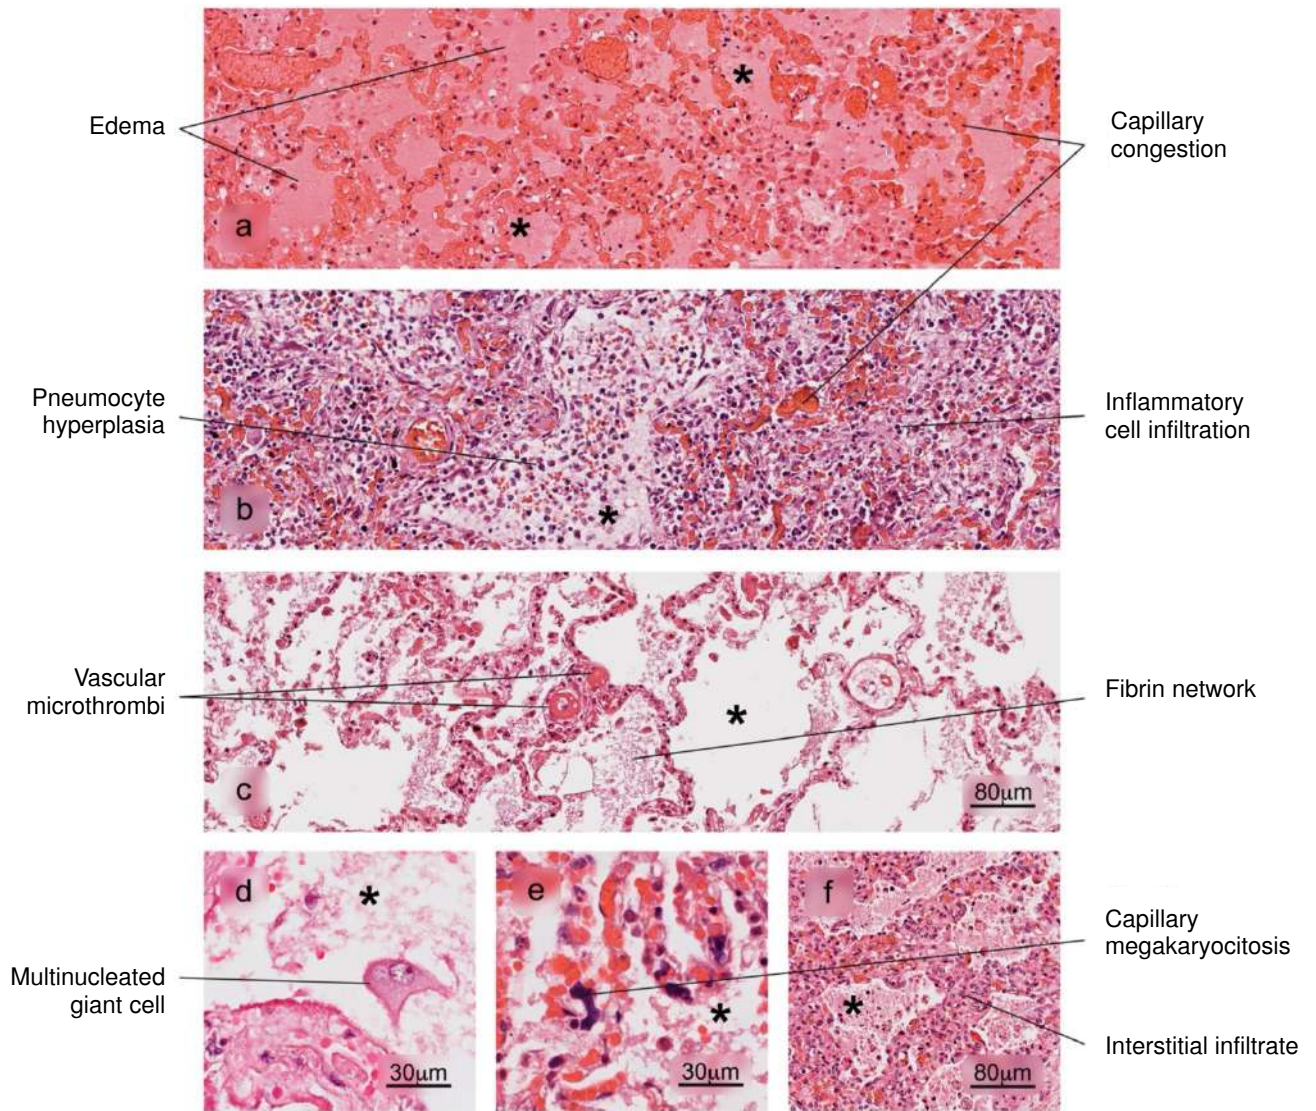 Edema
Capillary
congestion
*
*
a
Pneumocyte
hyperplasia
Inflammatory
cell infiltration
b
*
Vascular
microthrombi
Fibrin network
*
c
80µm
d
*
e
*
f
*
Multinucleated
giant cell
Capillary
megakaryocitosis
Interstitial infiltrate
30µm
30µm
80µm